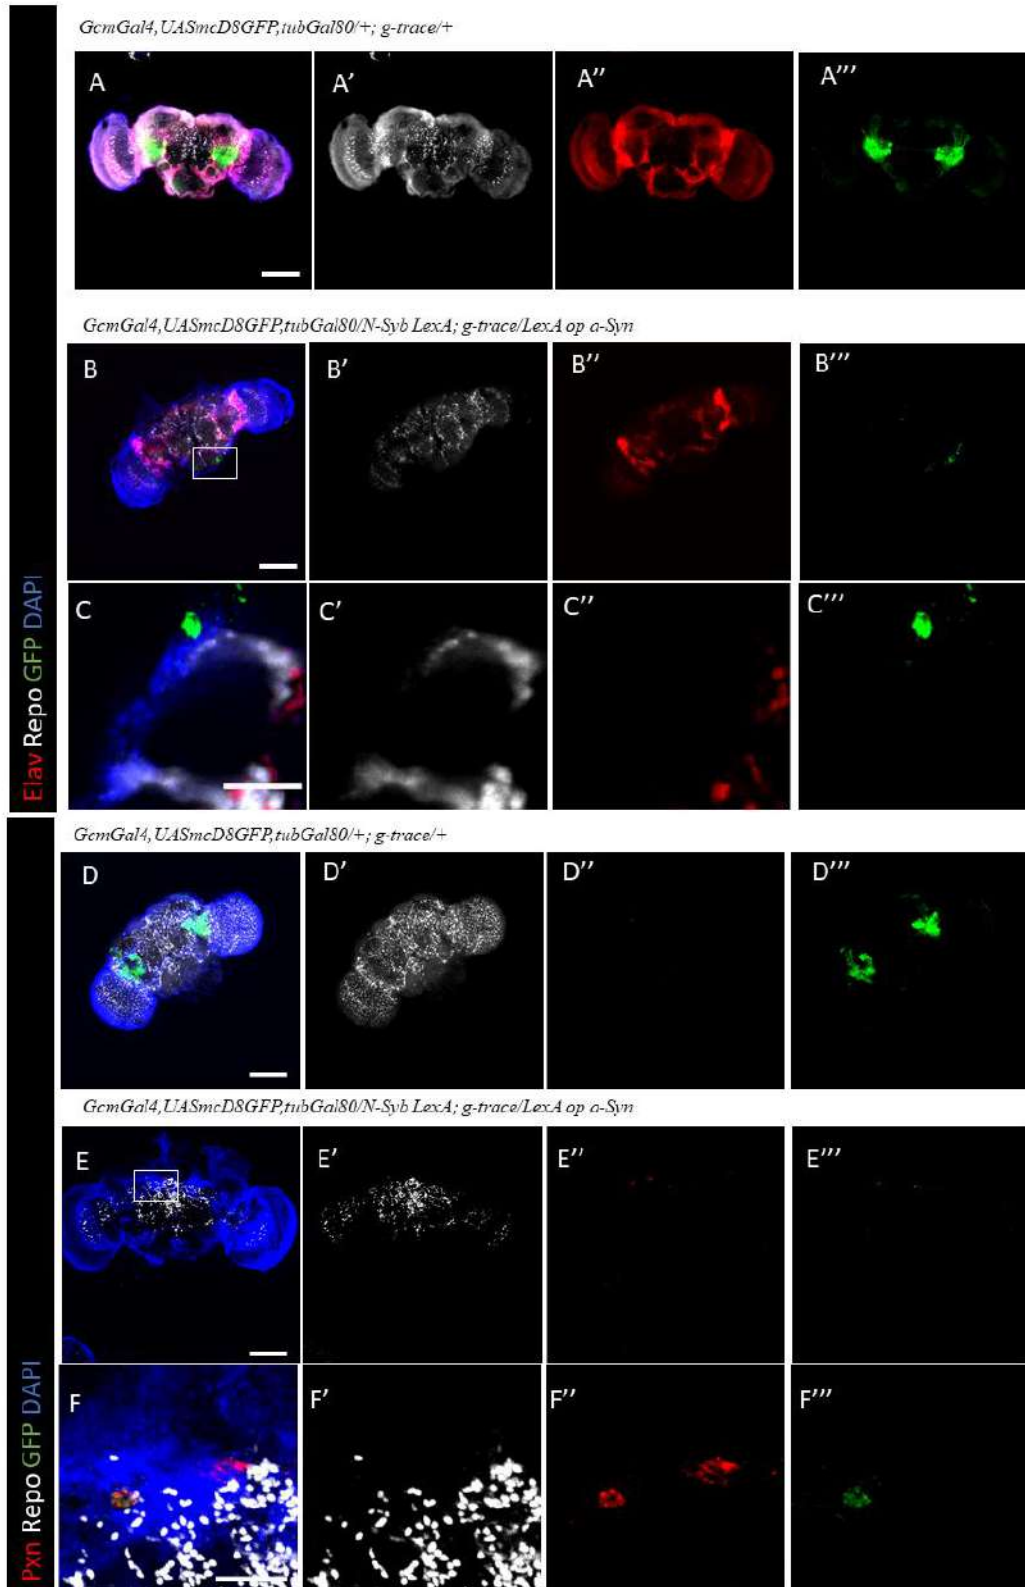 GcmGal4,UASmcD8GFP,tubGal80/+; g-trace/+
A A' A'' A'''
GcmGal4,UASmcD8GFP,tubGal80/N-Syb LexA; g-trace/LexA op α-Syn
B B' B'' B'''
C C' C'' C'''
Elav Repo GFP DAPI
GcmGal4,UASmcD8GFP,tubGal80/+; g-trace/+
D D' D'' D'''
GcmGal4,UASmcD8GFP,tubGal80/N-Syb LexA; g-trace/LexA op α-Syn
E E' E'' E'''
F F' F'' F'''
Pxn Repo GFP DAPI